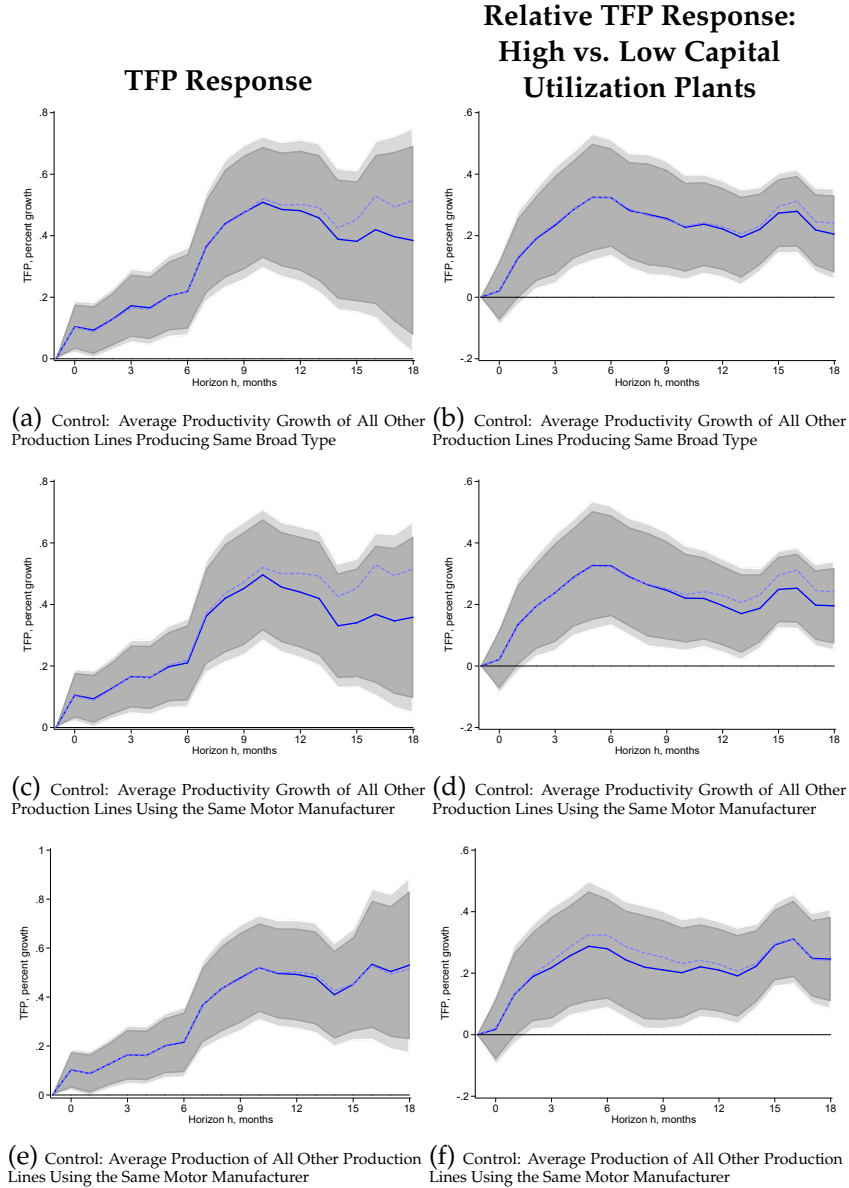 TFP Response
Relative TFP Response:
High vs. Low Capital
Utilization Plants
.8
.6
.4
.2
0
TFP, percent growth
0 3 6 9 12 15 18
Horizon h, months
.6
.4
.2
0
-.2
TFP, percent growth
0 3 6 9 12 15 18
Horizon h, months
(a) Control: Average Productivity Growth of All Other
Production Lines Producing Same Broad Type
(b) Control: Average Productivity Growth of All Other
Production Lines Producing Same Broad Type
.8
.6
.4
.2
0
TFP, percent growth
0 3 6 9 12 15 18
Horizon h, months
.6
.4
.2
0
-.2
TFP, percent growth
0 3 6 9 12 15 18
Horizon h, months
(c) Control: Average Productivity Growth of All Other
Production Lines Using the Same Motor Manufacturer
(d) Control: Average Productivity Growth of All Other
Production Lines Using the Same Motor Manufacturer
1
.8
.6
.4
.2
0
TFP, percent growth
0 3 6 9 12 15 18
Horizon h, months
.6
.4
.2
0
-.2
TFP, percent growth
0 3 6 9 12 15 18
Horizon h, months
(e) Control: Average Production of All Other Production
Lines Using the Same Motor Manufacturer
(f) Control: Average Production of All Other Production
Lines Using the Same Motor Manufacturer